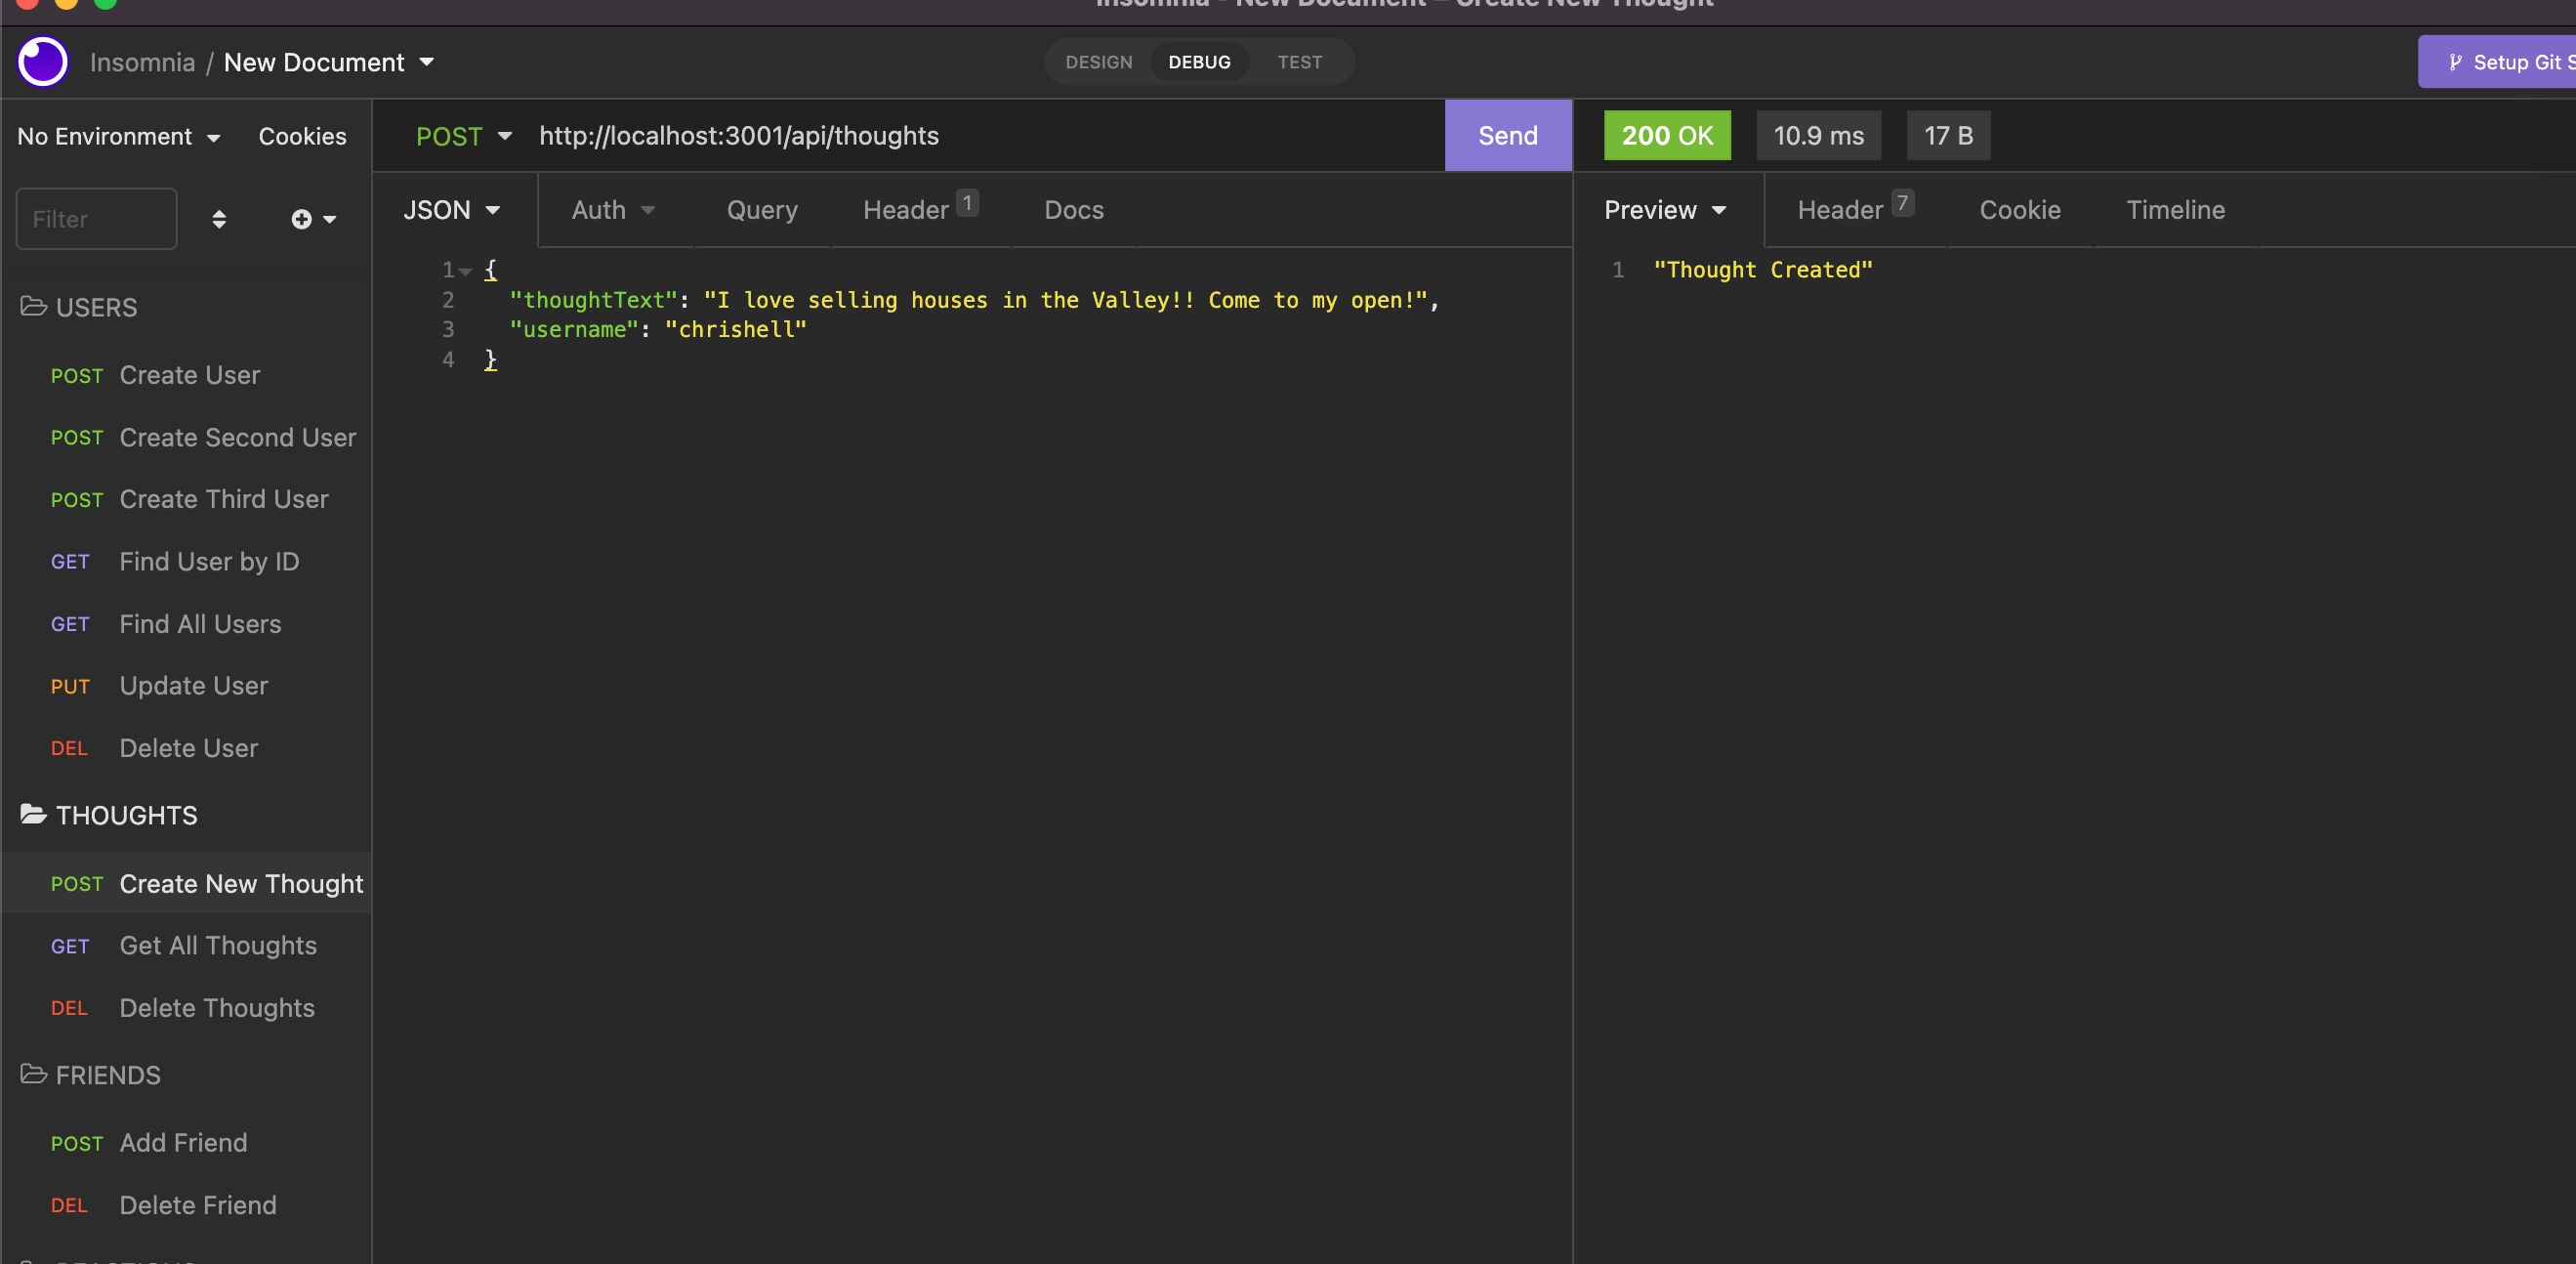 Insomnia - New Document – Create New Thought
Insomnia / New Document
DESIGN DEBUG TEST
Setup Git
No Environment Cookies
POST http://localhost:3001/api/thoughts Send
200 OK 10.9 ms 17 B
Filter
JSON Auth Query Header 1 Docs
Preview Header 7 Cookie Timeline
1 {
2 "thoughtText": "I love selling houses in the Valley!! Come to my open!",
3 "username": "chrishell"
4 }
1 "Thought Created"
USERS
POST Create User
POST Create Second User
POST Create Third User
GET Find User by ID
GET Find All Users
PUT Update User
DEL Delete User
THOUGHTS
POST Create New Thought
GET Get All Thoughts
DEL Delete Thoughts
FRIENDS
POST Add Friend
DEL Delete Friend